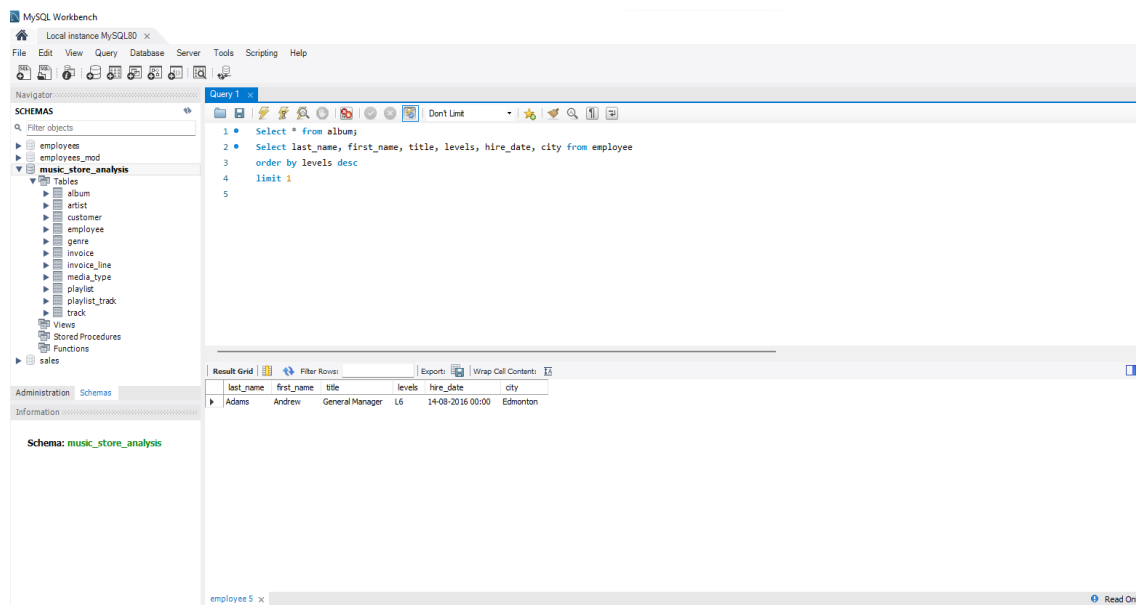 MySQL Workbench
Local instance MySQL80 ×
File Edit View Query Database Server Tools Scripting Help
Navigator
SCHEMAS
Filter objects
employees
employees_mod
music_store_analysis
Tables
album
artist
customer
employee
genre
invoice
invoice_line
media_type
playlist
playlist_track
track
Views
Stored Procedures
Functions
sales
Administration Schemas
Information
Schema: music_store_analysis
Query 1 ×
Don't Limit
1 Select * from album;
2 Select last_name, first_name, title, levels, hire_date, city from employee
3 order by levels desc
4 limit 1
5
Result Grid Filter Rows: Export: Wrap Cell Content:
last_name first_name title levels hire_date city
Adams Andrew General Manager L6 14-08-2016 00:00 Edmonton
employee 5 ×
Read On